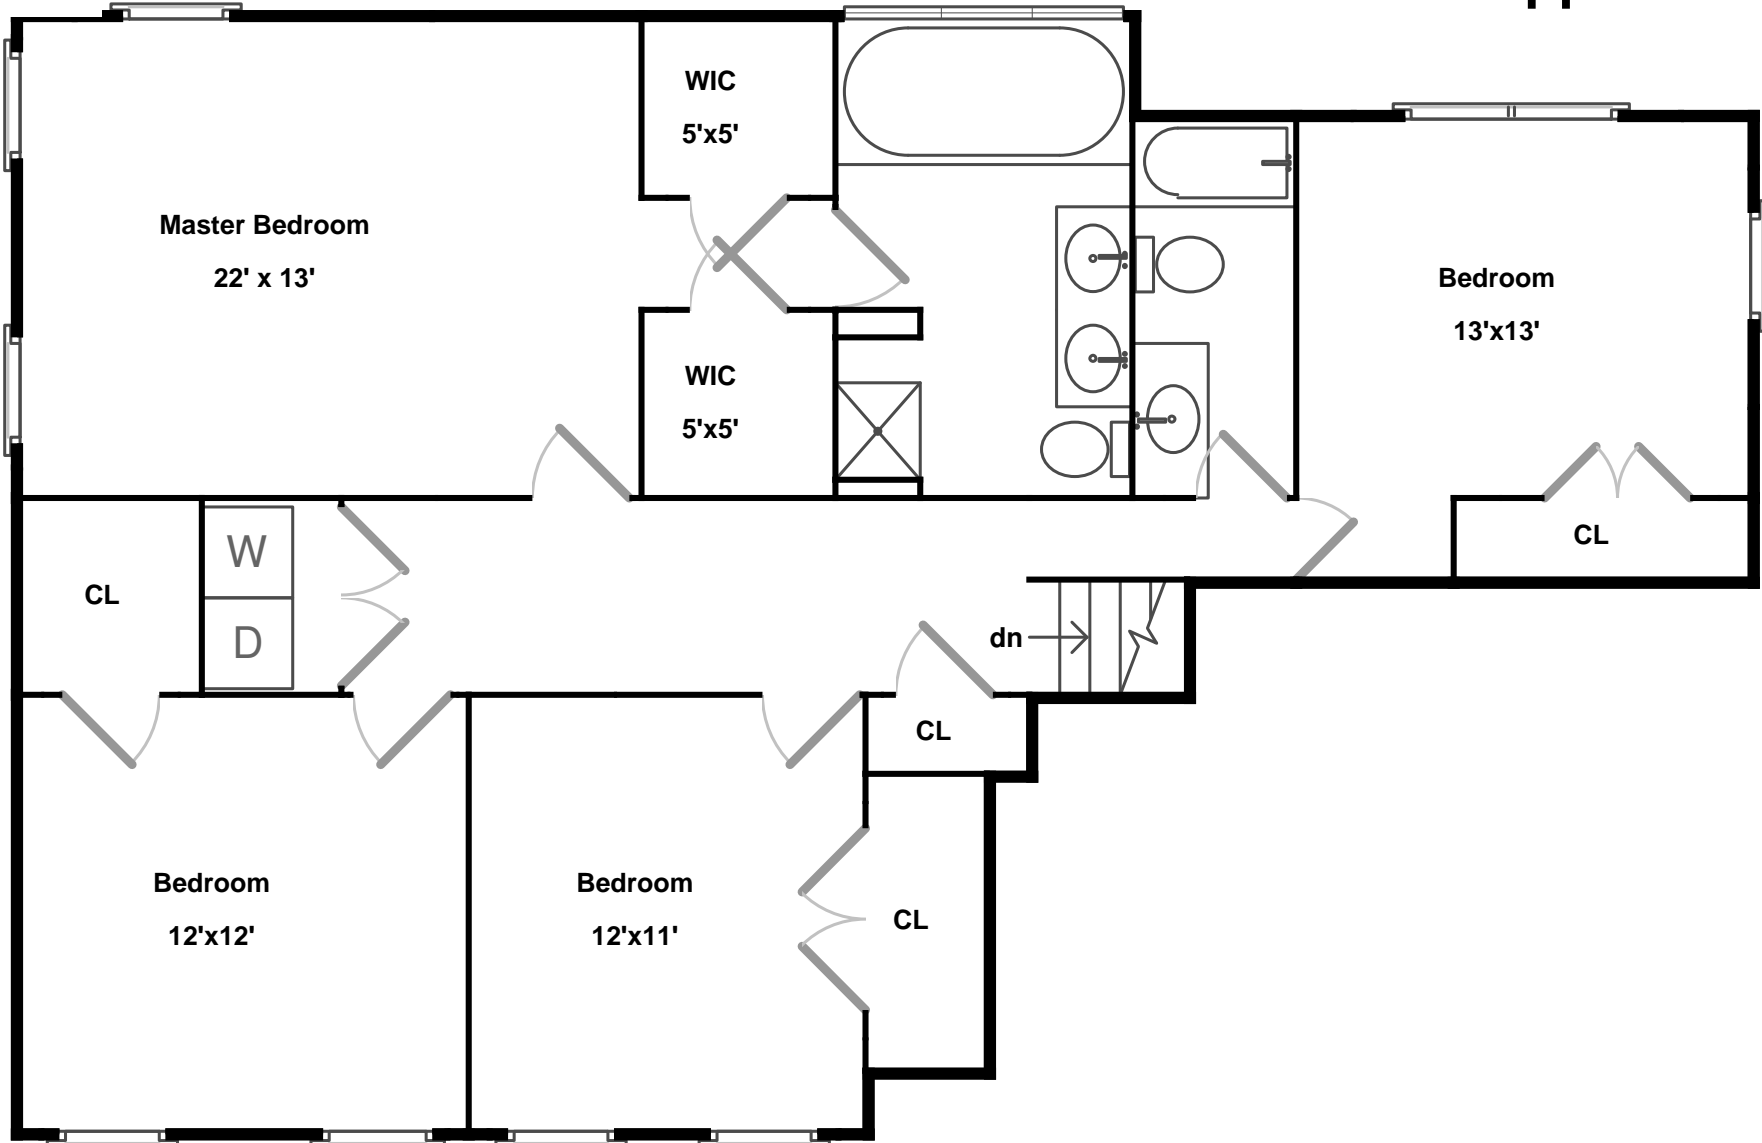 WIC
5'x5'
Master Bedroom
22' x 13'
Bedroom
13'x13'
WIC
5'x5'
CL
W
D
CL
dn
CL
Bedroom
12'x12'
Bedroom
12'x11'
CL